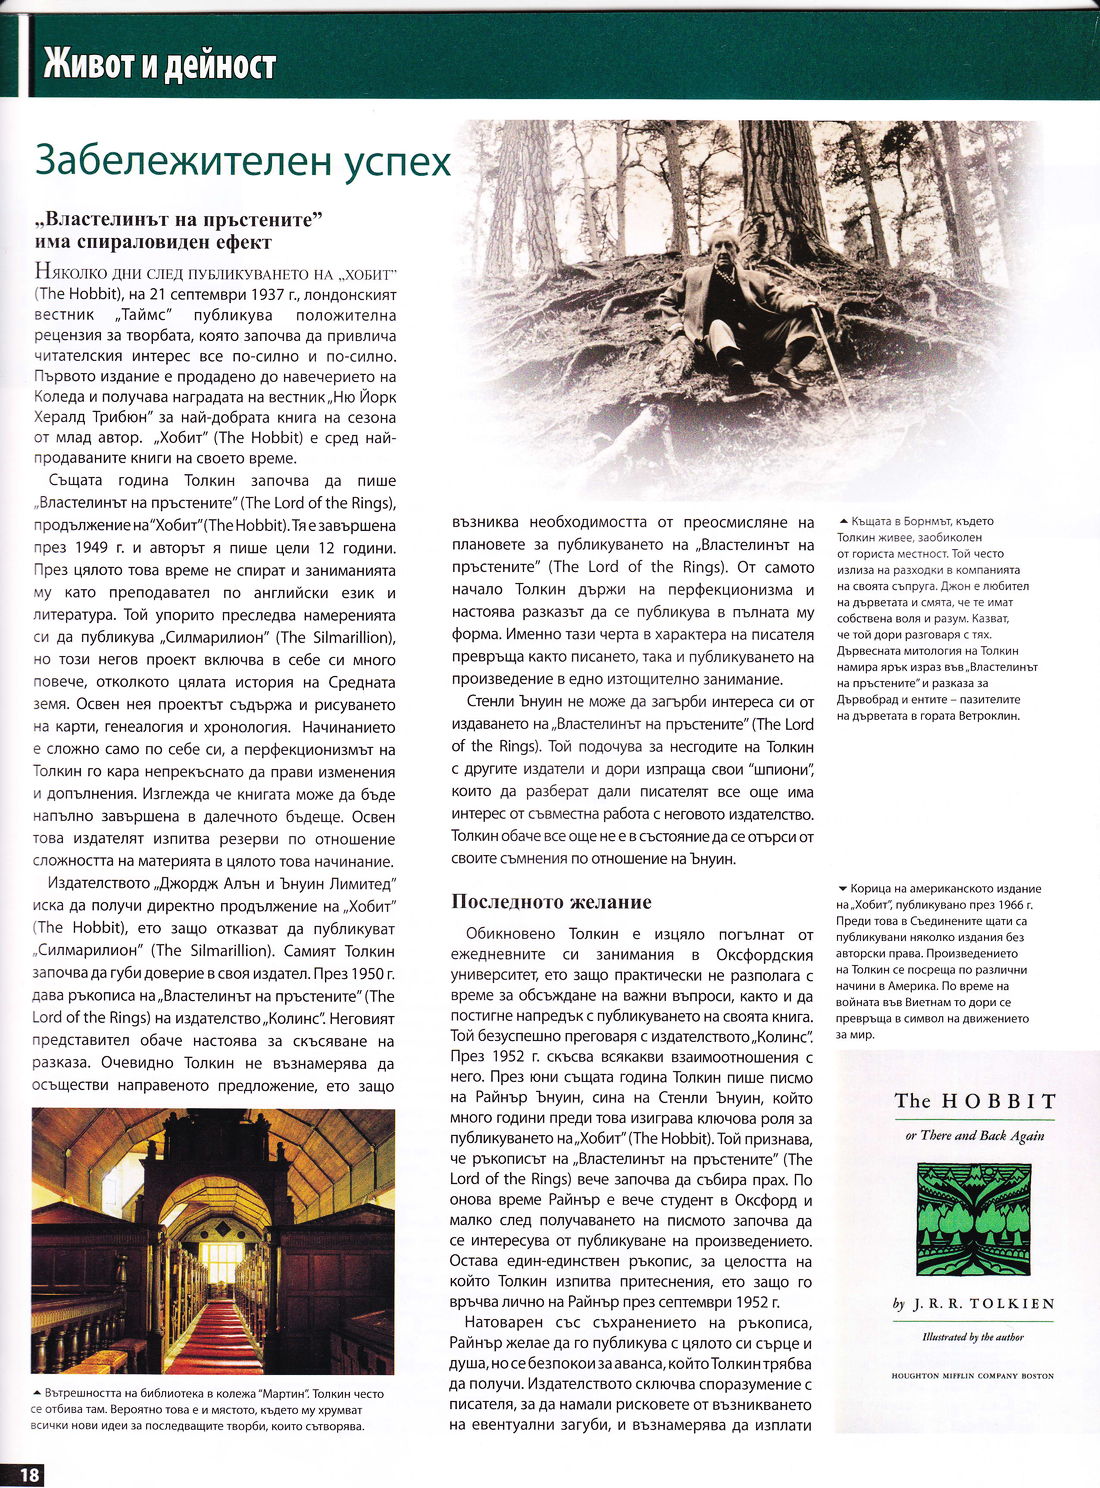 Живот и дейност
Забележителен успех
„Властелинът на пръстените”
има спираловиден ефект
Няколко дни след публикуването на „Хобит”
(The Hobbit), на 21 септември 1937 г., лондонският
вестник „Таймс” публикува положителна
рецензия за творбата, която започва да привлича
читателския интерес все по-силно и по-силно.
Първото издание е продадено до навечерието на
Коледа и получава наградата на вестник „Ню Йорк
Хералд Трибюн” за най-добрата книга на сезона
от млад автор. „Хобит” (The Hobbit) е сред най-
продаваните книги на своето време.
Същата година Толкин започва да пише
„Властелинът на пръстените” (The Lord of the Rings),
продължение на “Хобит” (The Hobbit). Тя е завършена
през 1949 г. и авторът я пише цели 12 години.
През цялото това време не спират и заниманията
му като преподавател по английски език и
литература. Той упорито преследва намеренията
си да публикува „Силмарилион” (The Silmarillion),
но този негов проект включва в себе си много
повече, отколкото цялата история на Средната
земя. Освен нея проектът съдържа и рисуването
на карти, генеалогия и хронология. Начинанието
е сложно само по себе си, а перфекционизмът на
Толкин го кара непрекъснато да прави изменения
и допълнения. Изглежда че книгата може да бъде
напълно завършена в далечното бъдеще. Освен
това издателят изпитва резерви по отношение
сложността на материята в цялото това начинание.
Издателството „Джордж Алън и Ънуин Лимитед”
иска да получи директно продължение на „Хобит”
(The Hobbit), ето защо отказват да публикуват
„Силмарилион” (The Silmarillion). Самият Толкин
започва да губи доверие в своя издател. През 1950 г.
дава ръкописа на „Властелинът на пръстените” (The
Lord of the Rings) на издателство „Колинс”. Неговият
представител обаче настоява за скъсяване на
разказа. Очевидно Толкин не възнамерява да
осъществи направеното предложение, ето защо
▲ Вътрешността на библиотека в колежа “Мартин”. Толкин често
се отбива там. Вероятно това е и мястото, където му хрумват
всички нови идеи за последващите творби, които сътворява.
възниква необходимостта от преосмисляне на
плановете за публикуването на „Властелинът на
пръстените” (The Lord of the Rings). От самото
начало Толкин държи на перфекционизма и
настоява разказът да се публикува в пълната му
форма. Именно тази черта в характера на писателя
превръща както писането, така и публикуването на
произведение в едно изтощително занимание.
Стенли Ънуин не може да загърби интереса си от
издаването на „Властелинът на пръстените” (The Lord
of the Rings). Той подочува за несгодите на Толкин
с другите издатели и дори изпраща свои “шпиони”,
които да разберат дали писателят все още има
интерес от съвместна работа с неговото издателство.
Толкин обаче все още не е в състояние да се отърси от
своите съмнения по отношение на Ънуин.
Последното желание
Обикновено Толкин е изцяло погълнат от
ежедневните си занимания в Оксфордския
университет, ето защо практически не разполага с
време за обсъждане на важни въпроси, както и да
постигне напредък с публикуването на своята книга.
Той безуспешно преговаря с издателството „Колинс”.
През 1952 г. скъсва всякакви взаимоотношения с
него. През юни същата година Толкин пише писмо
на Райнър Ънуин, сина на Стенли Ънуин, който
много години преди това изиграва ключова роля за
публикуването на „Хобит” (The Hobbit). Той признава,
че ръкописът на „Властелинът на пръстените” (The
Lord of the Rings) вече започва да събира прах. По
онова време Райнър е вече студент в Оксфорд и
малко след получаването на писмото започва да
се интересува от публикуване на произведението.
Остава един-единствен ръкопис, за целостта на
който Толкин изпитва притеснения, ето защо го
връчва лично на Райнър през септември 1952 г.
Натоварен със съхранението на ръкописа,
Райнър желае да го публикува с цялото си сърце и
душа, но се безпокои за аванса, който Толкин трябва
да получи. Издателството сключва споразумение с
писателя, за да намали рисковете от възникването
на евентуални загуби, и възнамерява да изплати
▲ Къщата в Борнмът, където
Толкин живее, заобиколен
от гориста местност. Той често
излиза на разходки в компанията
на своята съпруга. Джон е любител
на дърветата и смята, че те имат
собствена воля и разум. Казват,
че той дори разговаря с тях.
Дървесната митология на Толкин
намира ярък израз във „Властелинът
на пръстените” и разказа за
Дървобрад и ентите – пазителите
на дърветата в гората Ветроклин.
▼ Корица на американското издание
на „Хобит”, публикувано през 1966 г.
Преди това в Съединените щати са
публикувани няколко издания без
авторски права. Произведението
на Толкин се посреща по различни
начини в Америка. По време на
войната във Виетнам то дори се
превръща в символ на движението
за мир.
The HOBBIT
or There and Back Again
by J. R. R. TOLKIEN
Illustrated by the author
HOUGHTON MIFFLIN COMPANY BOSTON
18